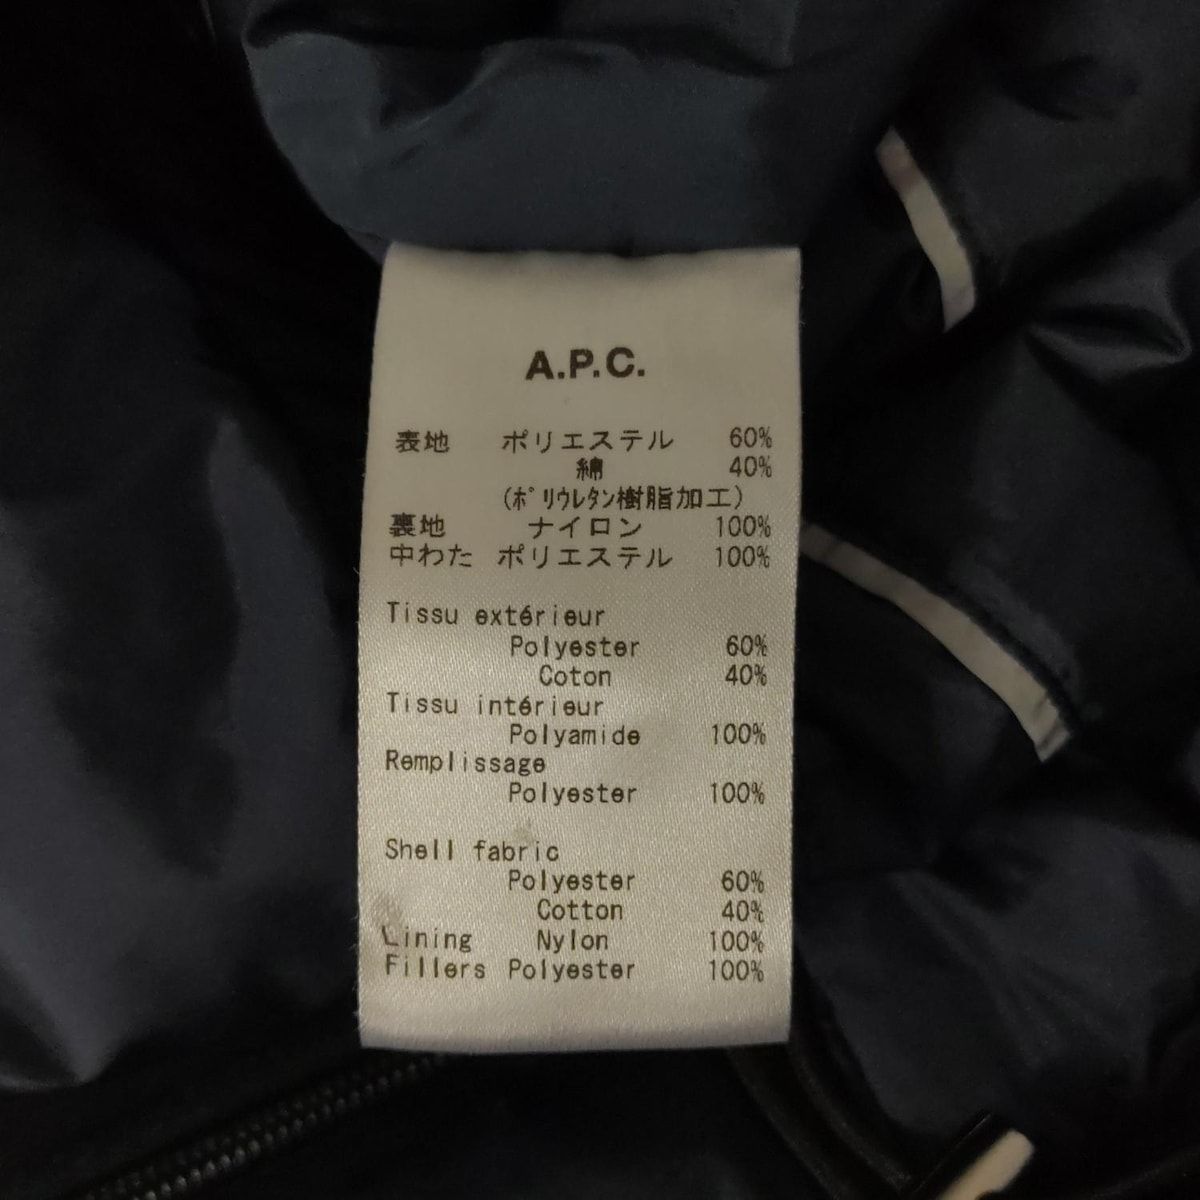 A.P.C.
表地 ポリエステル 60%
綿 40%
(ポリウレタン樹脂加工)
裏地 ナイロン 100%
中わた ポリエステル 100%
Tissu extérieur
Polyester 60%
Coton 40%
Tissu intérieur
Polyamide 100%
Remplissage
Polyester 100%
Shell fabric
Polyester 60%
Cotton 40%
Lining Nylon 100%
Fillers Polyester 100%